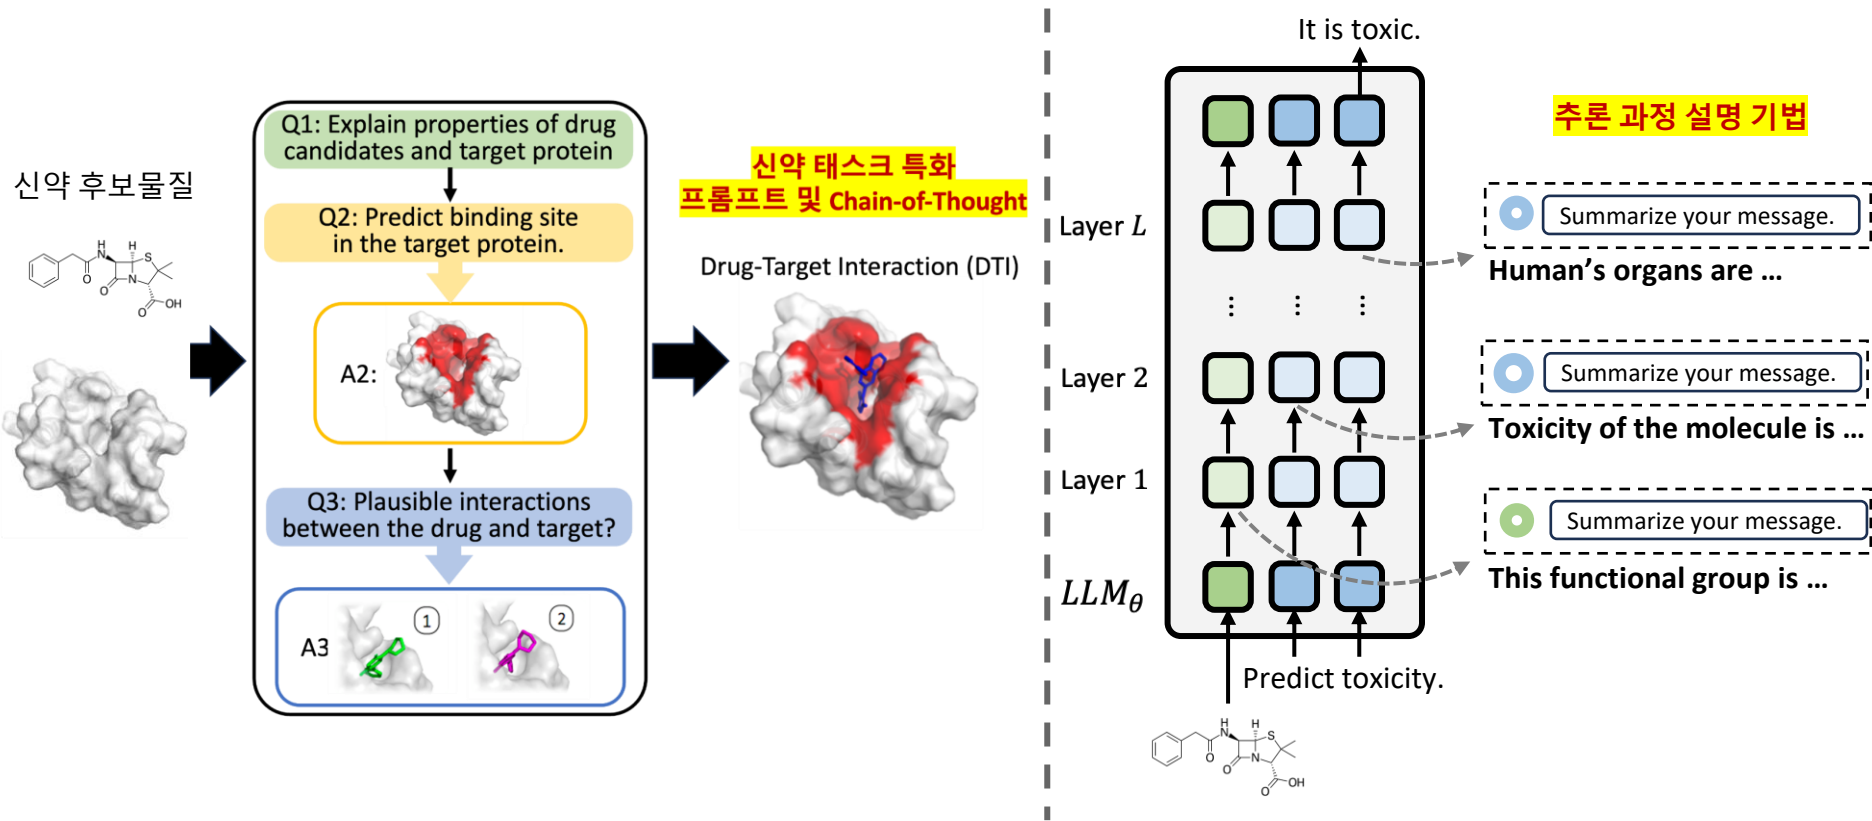 신약 후보물질
Q1: Explain properties of drug
candidates and target protein
Q2: Predict binding site
in the target protein.
A2:
Q3: Plausible interactions
between the drug and target?
A3
1
2
신약 태스크 특화
프롬프트 및 Chain-of-Thought
Drug-Target Interaction (DTI)
It is toxic.
추론 과정 설명 기법
Layer L
Summarize your message.
Human's organs are ...
Layer 2
Summarize your message.
Toxicity of the molecule is ...
Layer 1
Summarize your message.
This functional group is ...
LLMθ
Predict toxicity.
H
N
H
S
O
N
O
O
OH
H
N
H
S
O
N
O
O
OH